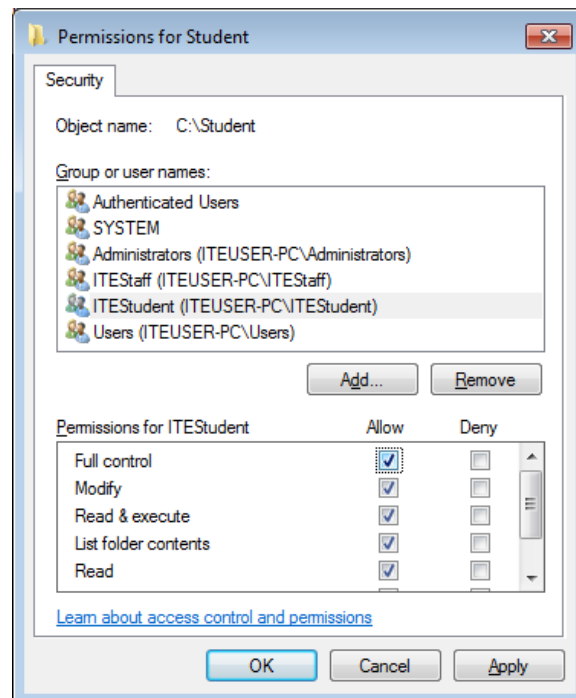 Permissions for Student
Security
Object name: C:\Student
Group or user names:
Authenticated Users
SYSTEM
Administrators (ITEUSER-PC\Administrators)
ITEStaff (ITEUSER-PC\ITEStaff)
ITEStudent (ITEUSER-PC\ITEStudent)
Users (ITEUSER-PC\Users)
Add... Remove
Permissions for ITEStudent Allow Deny
Full control
Modify
Read & execute
List folder contents
Read
Learn about access control and permissions
OK Cancel Apply